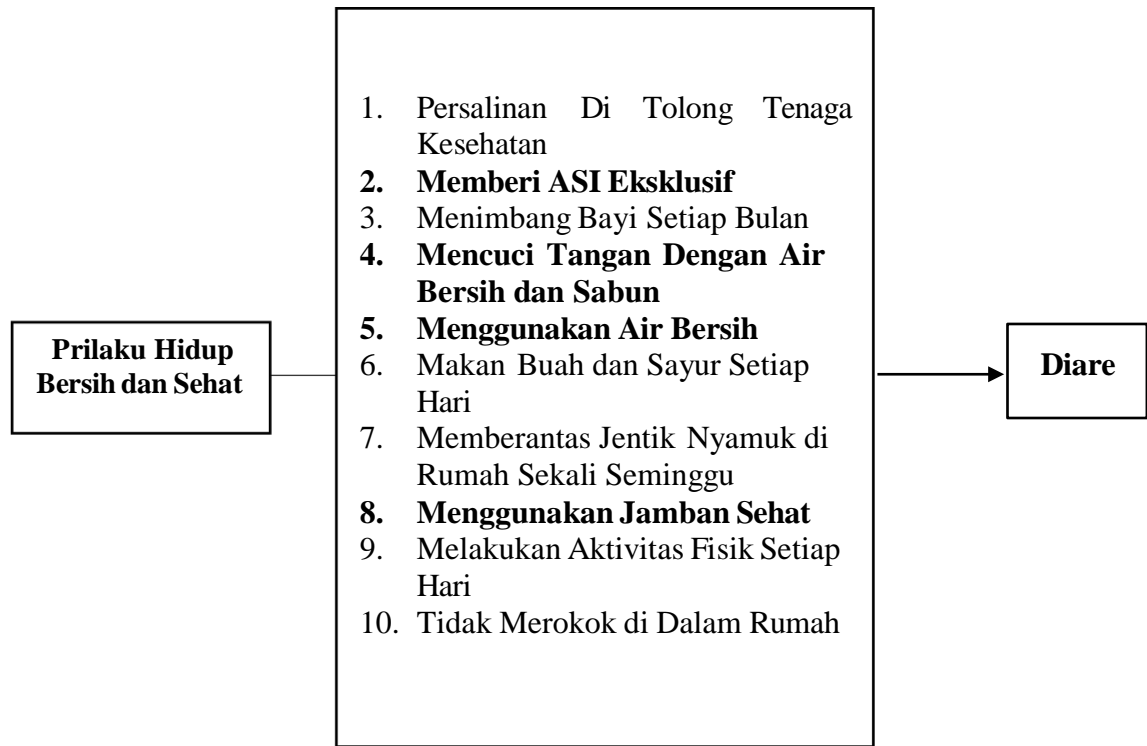 Prilaku Hidup
Bersih dan Sehat
1. Persalinan Di Tolong Tenaga
Kesehatan
2. Memberi ASI Eksklusif
3. Menimbang Bayi Setiap Bulan
4. Mencuci Tangan Dengan Air
Bersih dan Sabun
5. Menggunakan Air Bersih
6. Makan Buah dan Sayur Setiap
Hari
7. Memberantas Jentik Nyamuk di
Rumah Sekali Seminggu
8. Menggunakan Jamban Sehat
9. Melakukan Aktivitas Fisik Setiap
Hari
10. Tidak Merokok di Dalam Rumah
Diare